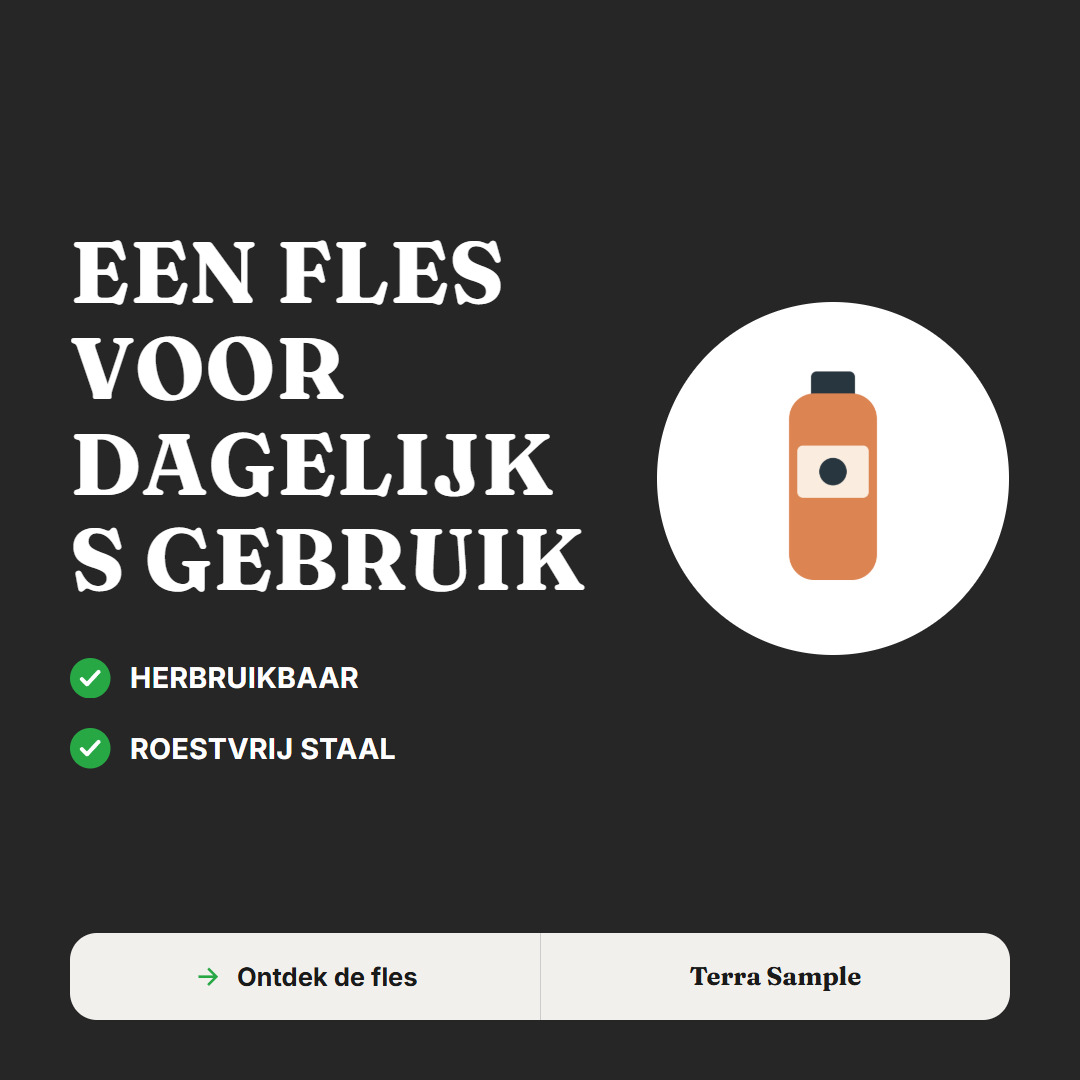 EEN FLES
VOOR
DAGELIJK
S GEBRUIK
HERBRUIKBAAR
ROESTVRIJ STAAL
Ontdek de fles
Terra Sample